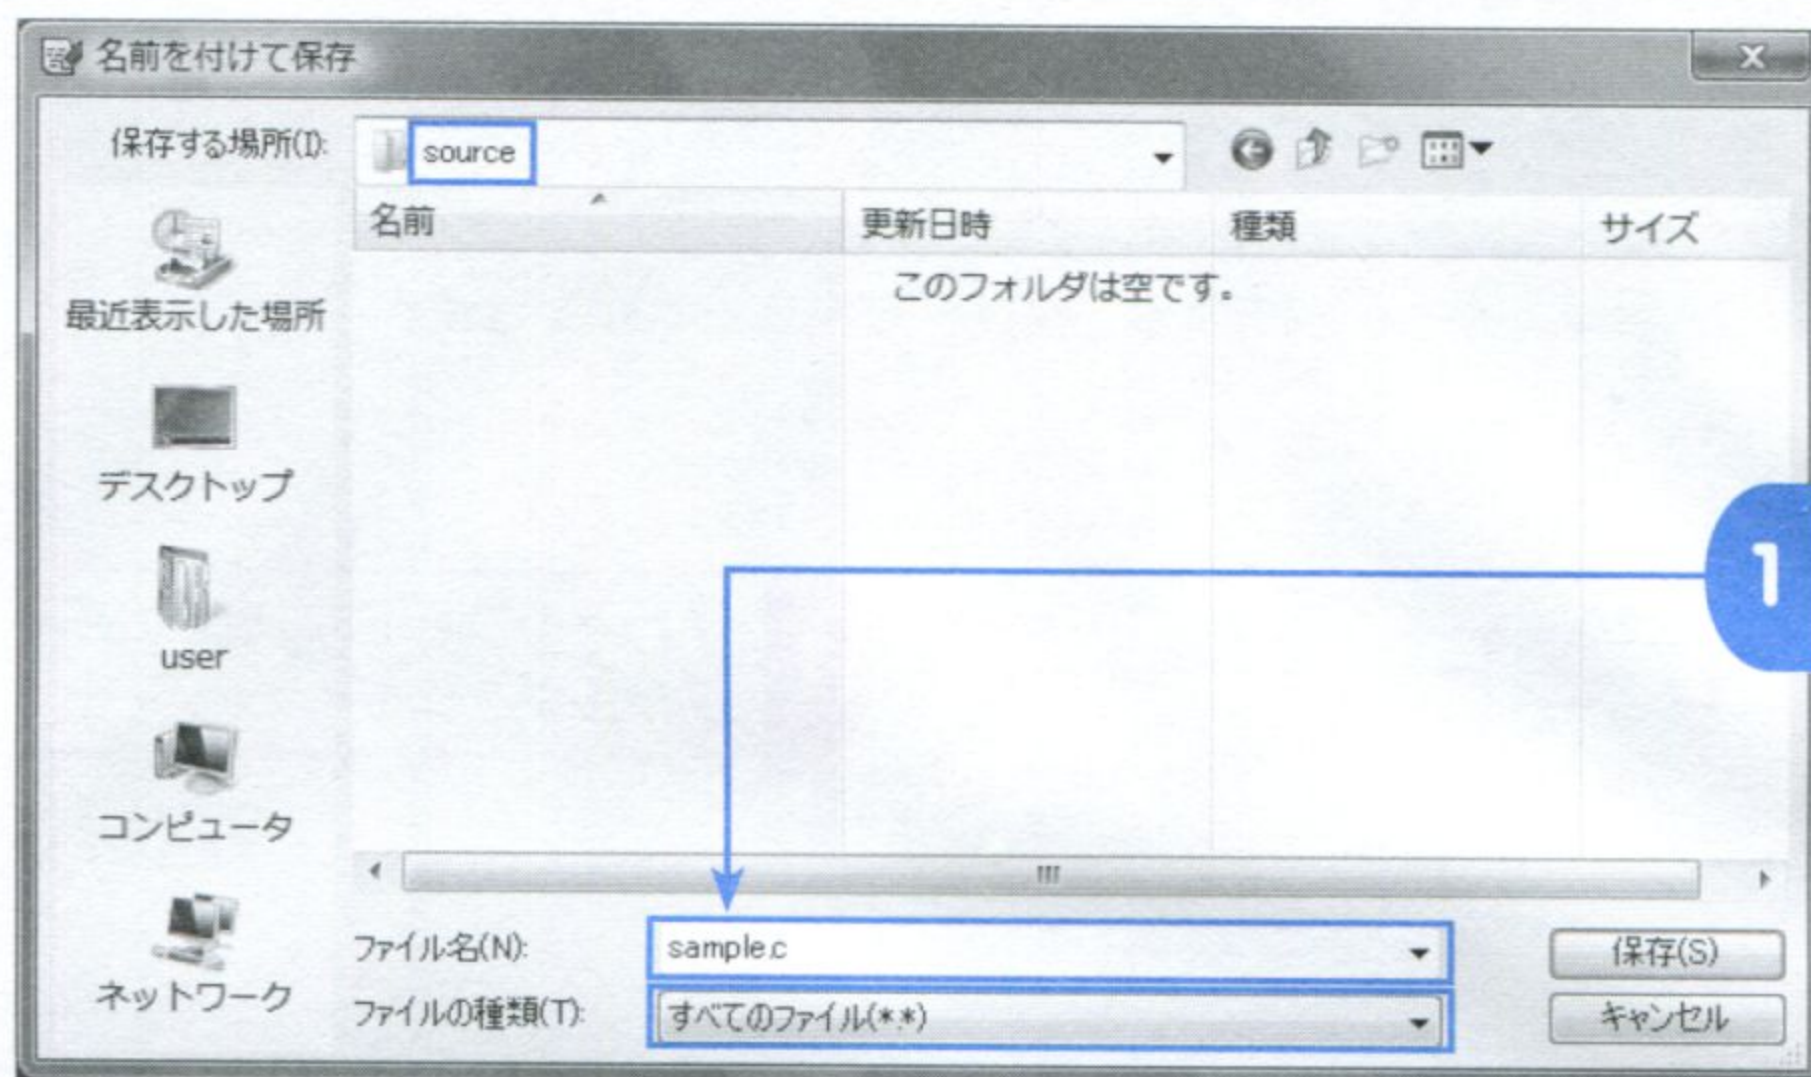 名前を付けて保存
保存する場所(I):
source
名前
更新日時
種類
サイズ
このフォルダは空です。
最近表示した場所
デスクトップ
user
コンピュータ
ネットワーク
1
ファイル名(N):
sample.c
保存(S)
ファイルの種類(T):
すべてのファイル(*.*)
キャンセル